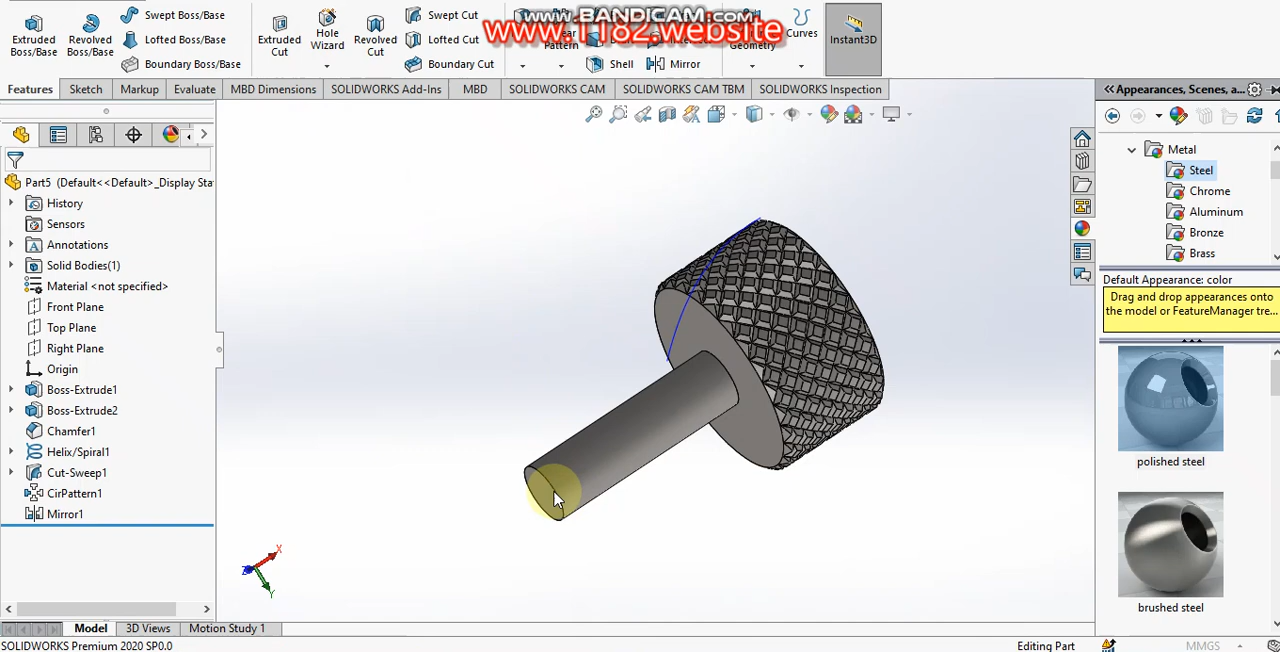 www.BANDICAM.com
www.1182.website
Extruded Boss/Base
Revolved Boss/Base
Swept Boss/Base
Lofted Boss/Base
Boundary Boss/Base
Extruded Cut
Hole Wizard
Revolved Cut
Swept Cut
Lofted Cut
Boundary Cut
Pattern
Shell
Mirror
Geometry
Curves
Instant3D
Features
Sketch
Markup
Evaluate
MBD Dimensions
SOLIDWORKS Add-Ins
MBD
SOLIDWORKS CAM
SOLIDWORKS CAM TBM
SOLIDWORKS Inspection
Appearances, Scenes, a...
Part5 (Default<<Default>_Display Sta
History
Sensors
Annotations
Solid Bodies(1)
Material <not specified>
Front Plane
Top Plane
Right Plane
Origin
Boss-Extrude1
Boss-Extrude2
Chamfer1
Helix/Spiral1
Cut-Sweep1
CirPattern1
Mirror1
X
Y
Z
Metal
Steel
Chrome
Aluminum
Bronze
Brass
Default Appearance: color
Drag and drop appearances onto
the model or FeatureManager tre...
polished steel
brushed steel
Model
3D Views
Motion Study 1
SOLIDWORKS Premium 2020 SP0.0
Editing Part
MMGS